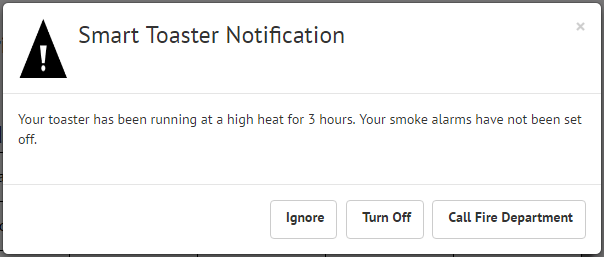 Smart Toaster Notification
×
!
Your toaster has been running at a high heat for 3 hours. Your smoke alarms have not been set
off.
Ignore
Turn Off
Call Fire Department